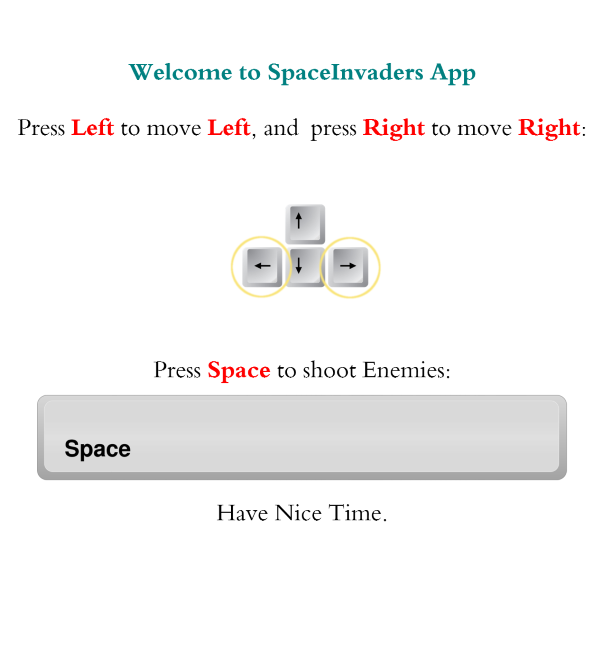 Welcome to SpaceInvaders App
Press Left to move Left, and  press Right to move Right:
Press Space to shoot Enemies:
Space
Have Nice Time.